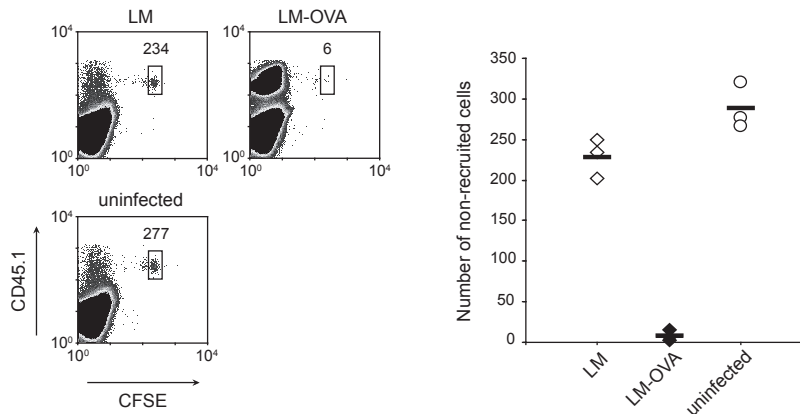 LM
LM-OVA
10⁴
234
10⁰
10⁰
10⁴
10⁴
6
10⁰
10⁰
10⁴
uninfected
10⁴
277
10⁰
10⁰
10⁴
CD45.1
CFSE
Number of non-recruited cells
350
300
250
200
150
100
50
0
LM
LM-OVA
uninfected